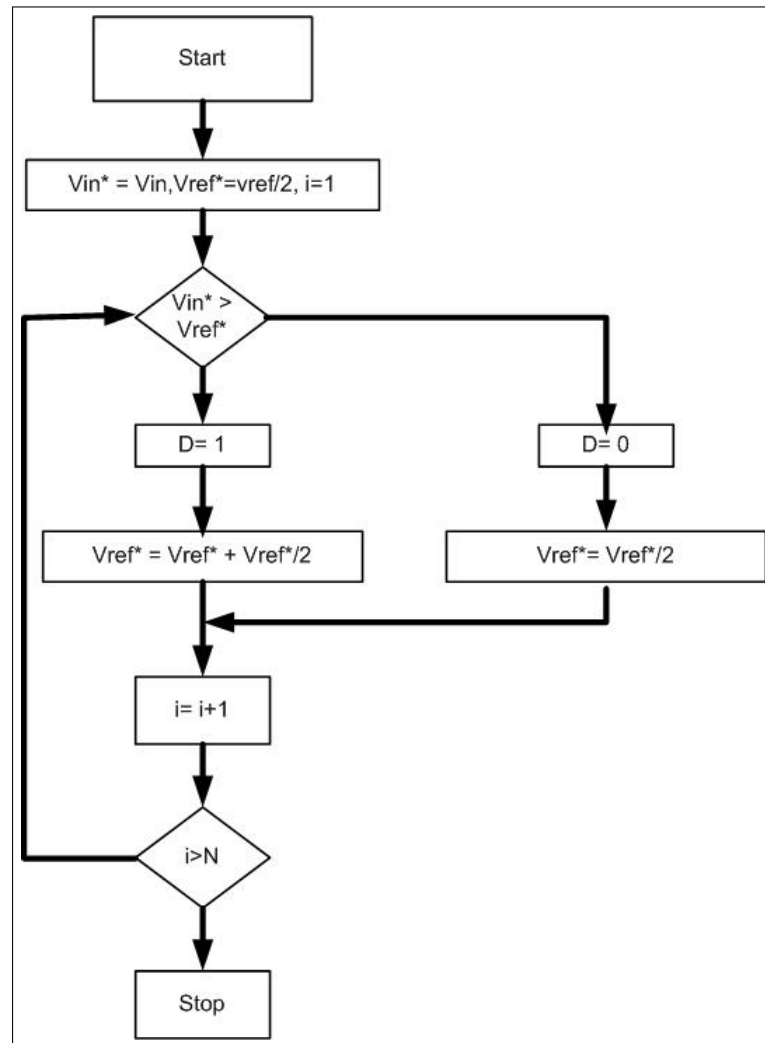 Start
Vin* = Vin,Vref*=vref/2, i=1
Vin* >
Vref*
D= 1
D= 0
Vref* = Vref* + Vref*/2
Vref*= Vref*/2
i= i+1
i>N
Stop